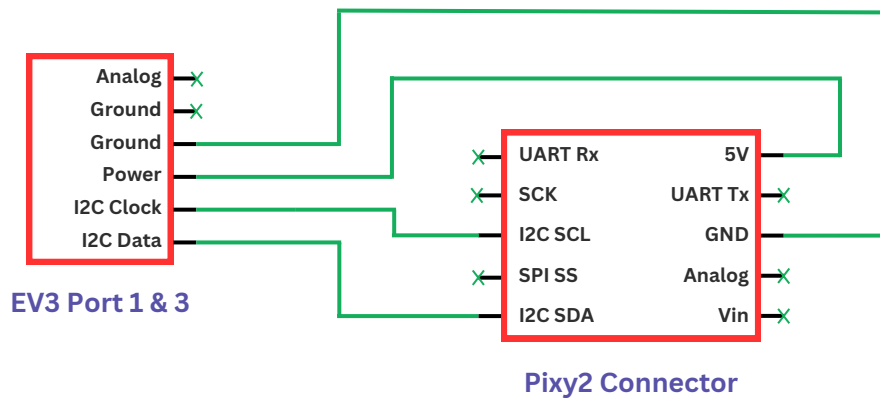 Analog
Ground
Ground
Power
I2C Clock
I2C Data
EV3 Port 1 & 3
UART Rx
SCK
I2C SCL
SPI SS
I2C SDA
5V
UART Tx
GND
Analog
Vin
Pixy2 Connector